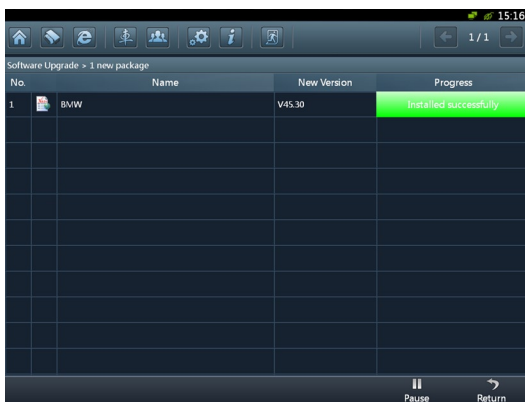 15:16
1/1
Software Upgrade > 1 new package
No. Name New Version Progress
1 BMW V45.30 Installed successfully
Pause Return